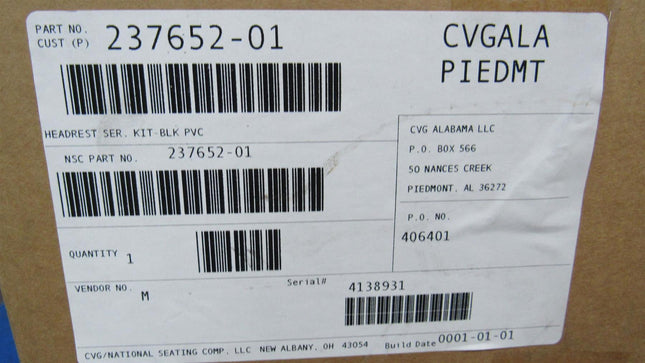 PART NO.
CUST (P) 237652-01
CVGALA
PIEDMT
HEADREST SER. KIT-BLK PVC
NSC PART NO. 237652-01
CVG ALABAMA LLC
P.O. BOX 566
50 NANCES CREEK
PIEDMONT, AL 36272
P.O. NO.
406401
QUANTITY 1
VENDOR NO. M
Serial# 4138931
CVG/NATIONAL SEATING COMP. LLC NEW ALBANY, OH 43054 Build Date 0001-01-01